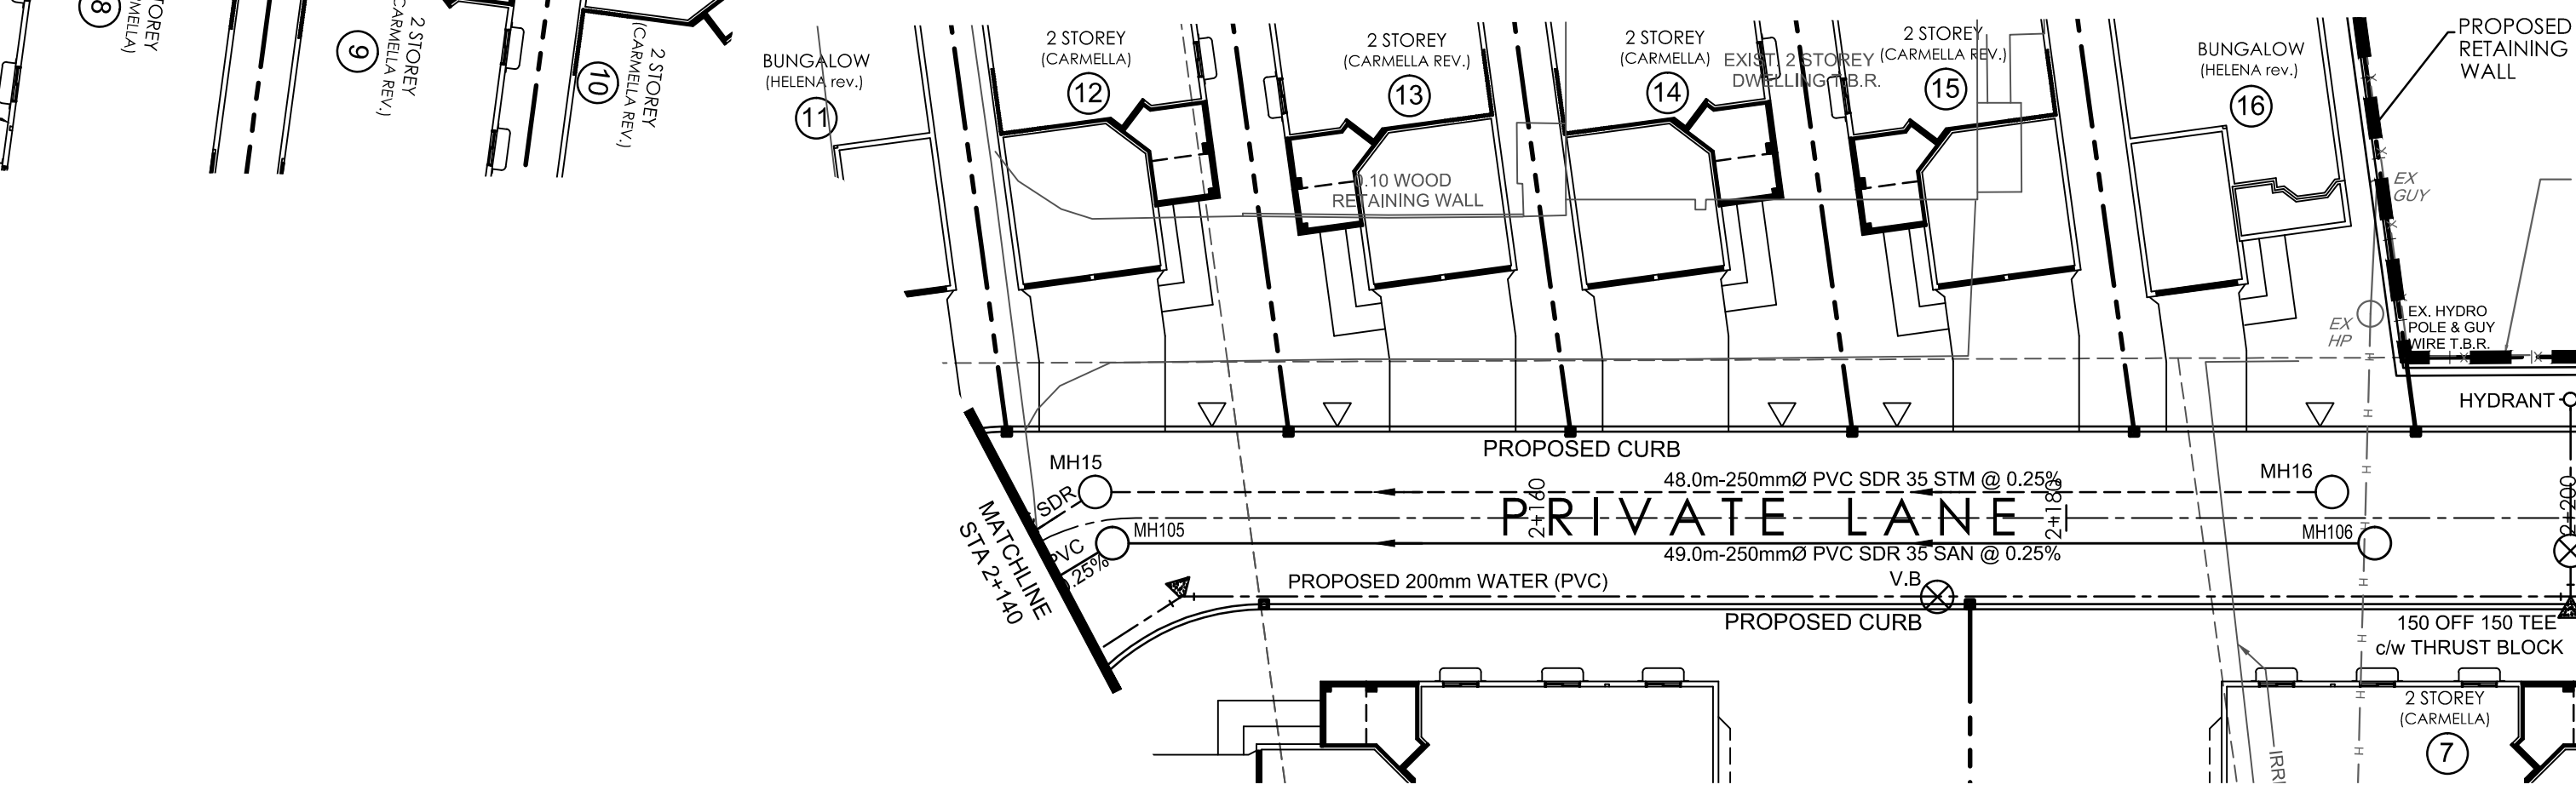 8
STOREY
MELLA)
9
2 STOREY
(CARMELLA REV.)
10
2 STOREY
(CARMELLA REV.)
BUNGALOW
(HELENA rev.)
11
2 STOREY
(CARMELLA)
12
2 STOREY
(CARMELLA REV.)
13
2 STOREY
(CARMELLA)
14
EXIST. 2 STOREY
DWELLING T.B.R.
2 STOREY
(CARMELLA REV.)
15
BUNGALOW
(HELENA rev.)
16
PROPOSED
RETAINING
WALL
0.10 WOOD
RETAINING WALL
EX
GUY
EX
HP
EX. HYDRO
POLE & GUY
WIRE T.B.R.
HYDRANT
PROPOSED CURB
MH15
SDR
48.0m-250mmØ PVC SDR 35 STM @ 0.25%
MH16
2+160
PRIVATE LANE
2+180
2+200
MH105
PVC
0.25%
49.0m-250mmØ PVC SDR 35 SAN @ 0.25%
MH106
MATCHLINE
STA 2+140
PROPOSED 200mm WATER (PVC)
V.B
PROPOSED CURB
150 OFF 150 TEE
c/w THRUST BLOCK
2 STOREY
(CARMELLA)
7
IRRI
H
H
H
H
H
H
H